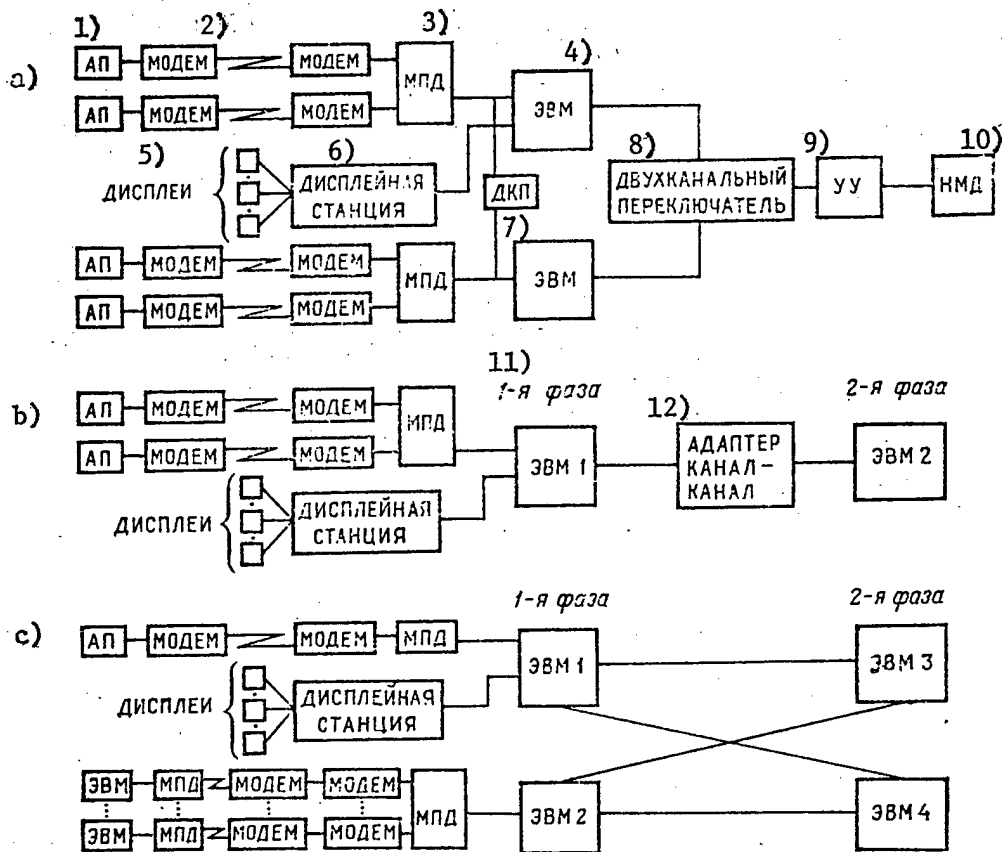 1) 2) 3) 4)
a)
АП МОДЕМ МОДЕМ МПД ЭВМ
АП МОДЕМ МОДЕМ
5) 6) 8) 9) 10)
ДИСПЛЕИ ДИСПЛЕЙНАЯ
СТАНЦИЯ
ДКП
ДВУХКАНАЛЬНЫЙ
ПЕРЕКЛЮЧАТЕЛЬ
УУ НМД
7)
АП МОДЕМ МОДЕМ МПД ЭВМ
АП МОДЕМ МОДЕМ
11)
b)
1-я фаза 2-я фаза
АП МОДЕМ МОДЕМ МПД
АП МОДЕМ МОДЕМ
ЭВМ 1
12)
АДАПТЕР
КАНАЛ-
КАНАЛ
ЭВМ 2
ДИСПЛЕИ ДИСПЛЕЙНАЯ
СТАНЦИЯ
c)
1-я фаза 2-я фаза
АП МОДЕМ МОДЕМ МПД ЭВМ 1 ЭВМ 3
ДИСПЛЕИ ДИСПЛЕЙНАЯ
СТАНЦИЯ
ЭВМ МПД МОДЕМ МОДЕМ МПД ЭВМ 2 ЭВМ 4
ЭВМ МПД МОДЕМ МОДЕМ